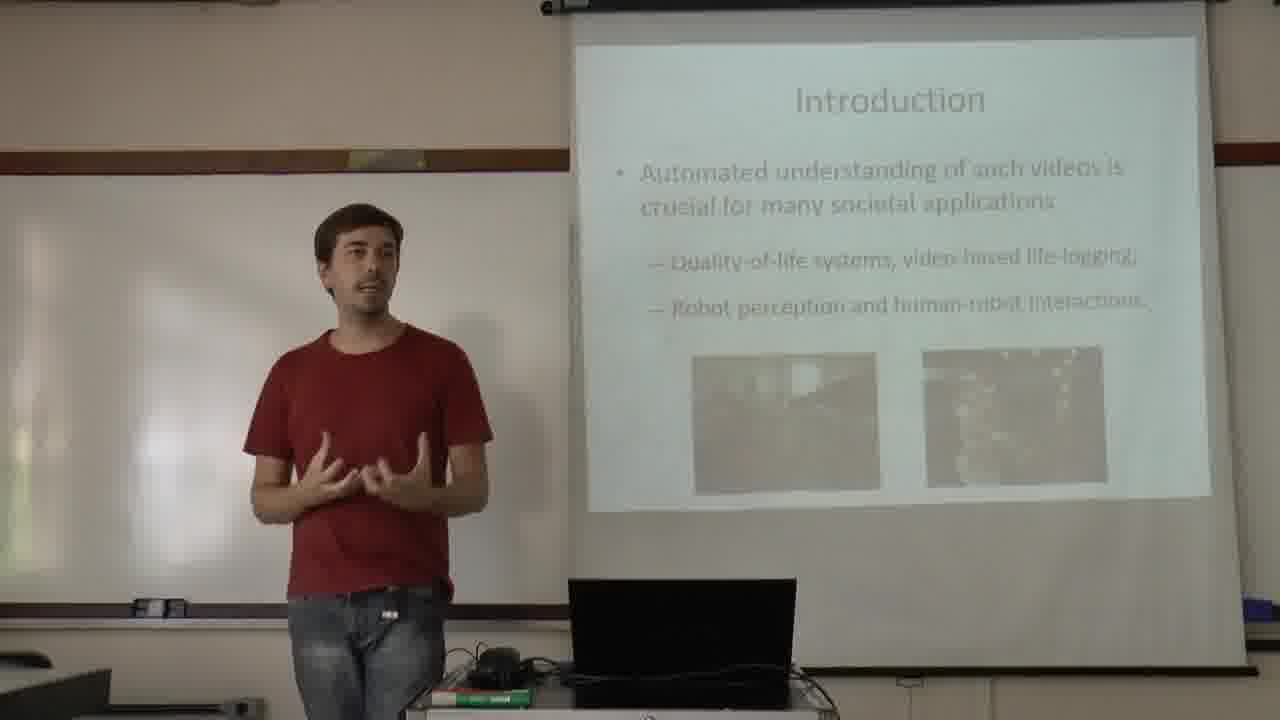 Introduction
• Automated understanding of such videos is
crucial for many societal applications
– Quality-of-life systems, video-based life-logging,
– Robot perception and human-robot interactions,